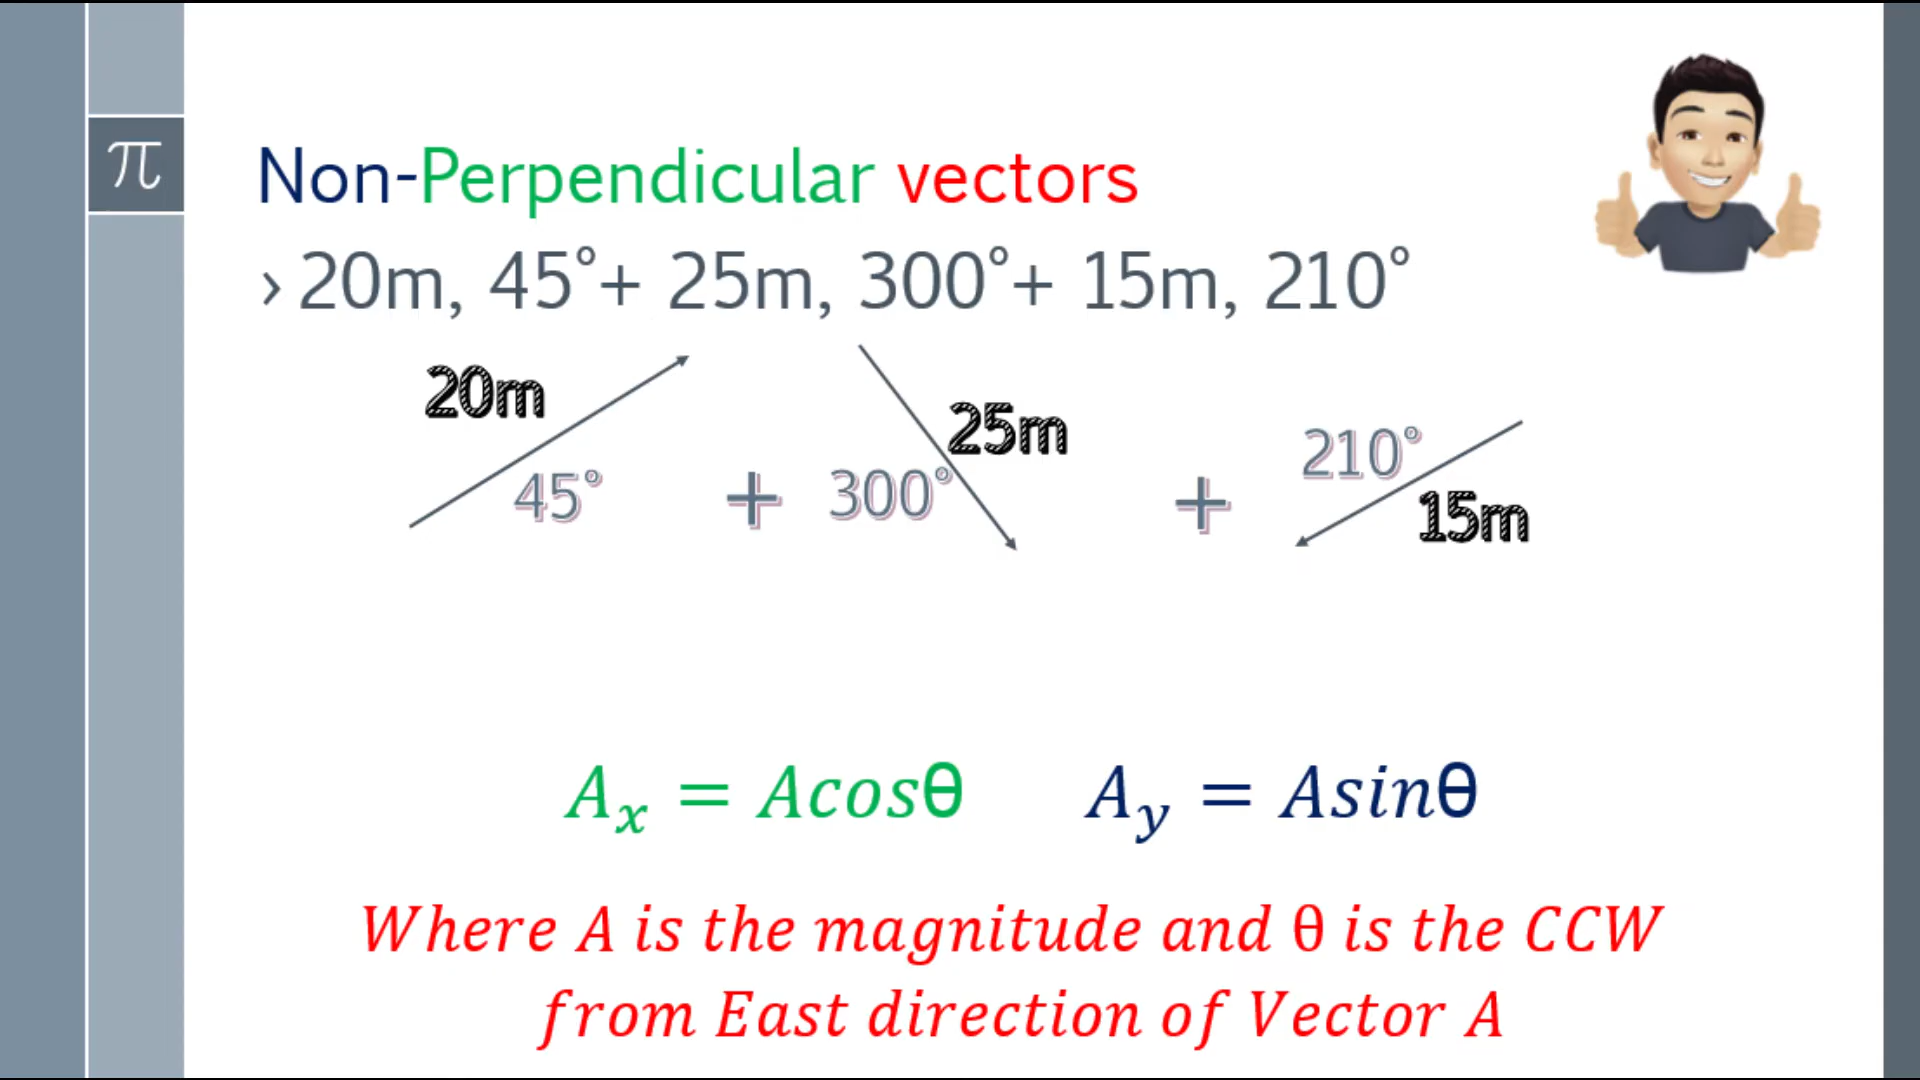 π
Non-Perpendicular vectors
› 20m, 45°+ 25m, 300°+ 15m, 210°
20m
45°
+
300°
25m
+
210°
15m
Aₓ = Acosθ
A_y = Asinθ
Where A is the magnitude and θ is the CCW
from East direction of Vector A